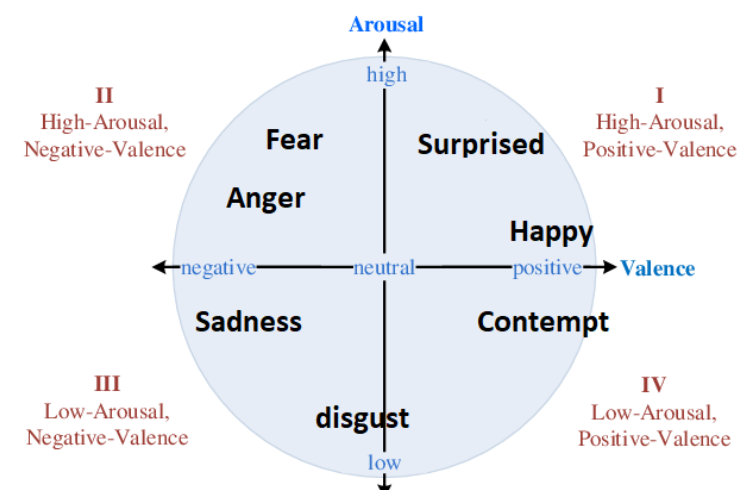 Arousal
high
II
High-Arousal,
Negative-Valence
I
High-Arousal,
Positive-Valence
Fear
Surprised
Anger
Happy
negative
neutral
positive
Valence
Sadness
Contempt
III
Low-Arousal,
Negative-Valence
IV
Low-Arousal,
Positive-Valence
disgust
low